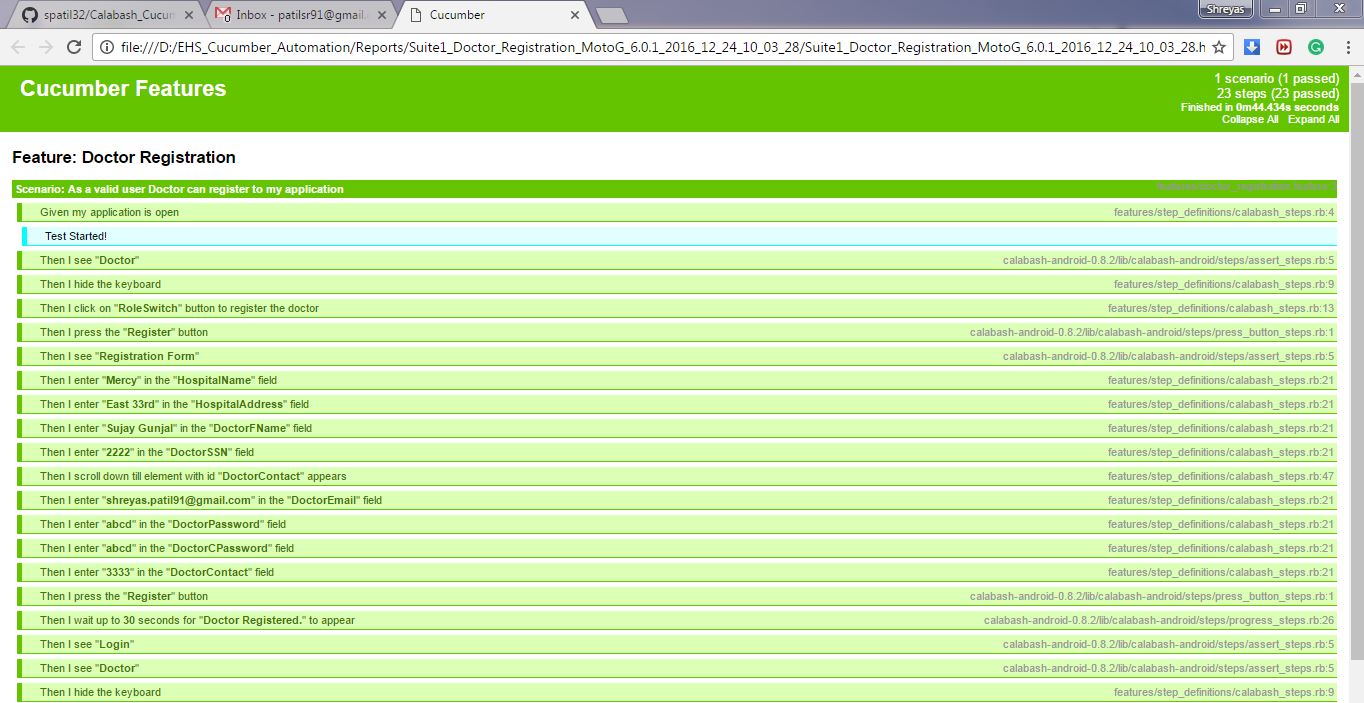 Shreyas
spatil32/Calabash_Cucun
Inbox - patilsr91@gmail.
Cucumber
file:///D:/EHS_Cucumber_Automation/Reports/Suite1_Doctor_Registration_MotoG_6.0.1_2016_12_24_10_03_28/Suite1_Doctor_Registration_MotoG_6.0.1_2016_12_24_10_03_28.h
Cucumber Features
1 scenario (1 passed)
23 steps (23 passed)
Finished in 0m44.434s seconds
Collapse All Expand All
Feature: Doctor Registration
Scenario: As a valid user Doctor can register to my application features/doctor_registration.feature:
Given my application is open features/step_definitions/calabash_steps.rb:4
Test Started!
Then I see "Doctor" calabash-android-0.8.2/lib/calabash-android/steps/assert_steps.rb:5
Then I hide the keyboard features/step_definitions/calabash_steps.rb:9
Then I click on "RoleSwitch" button to register the doctor features/step_definitions/calabash_steps.rb:13
Then I press the "Register" button calabash-android-0.8.2/lib/calabash-android/steps/press_button_steps.rb:1
Then I see "Registration Form" calabash-android-0.8.2/lib/calabash-android/steps/assert_steps.rb:5
Then I enter "Mercy" in the "HospitalName" field features/step_definitions/calabash_steps.rb:21
Then I enter "East 33rd" in the "HospitalAddress" field features/step_definitions/calabash_steps.rb:21
Then I enter "Sujay Gunjal" in the "DoctorFName" field features/step_definitions/calabash_steps.rb:21
Then I enter "2222" in the "DoctorSSN" field features/step_definitions/calabash_steps.rb:21
Then I scroll down till element with id "DoctorContact" appears features/step_definitions/calabash_steps.rb:47
Then I enter "shreyas.patil91@gmail.com" in the "DoctorEmail" field features/step_definitions/calabash_steps.rb:21
Then I enter "abcd" in the "DoctorPassword" field features/step_definitions/calabash_steps.rb:21
Then I enter "abcd" in the "DoctorCPassword" field features/step_definitions/calabash_steps.rb:21
Then I enter "3333" in the "DoctorContact" field features/step_definitions/calabash_steps.rb:21
Then I press the "Register" button calabash-android-0.8.2/lib/calabash-android/steps/press_button_steps.rb:1
Then I wait up to 30 seconds for "Doctor Registered." to appear calabash-android-0.8.2/lib/calabash-android/steps/progress_steps.rb:26
Then I see "Login" calabash-android-0.8.2/lib/calabash-android/steps/assert_steps.rb:5
Then I see "Doctor" calabash-android-0.8.2/lib/calabash-android/steps/assert_steps.rb:5
Then I hide the keyboard features/step_definitions/calabash_steps.rb:9